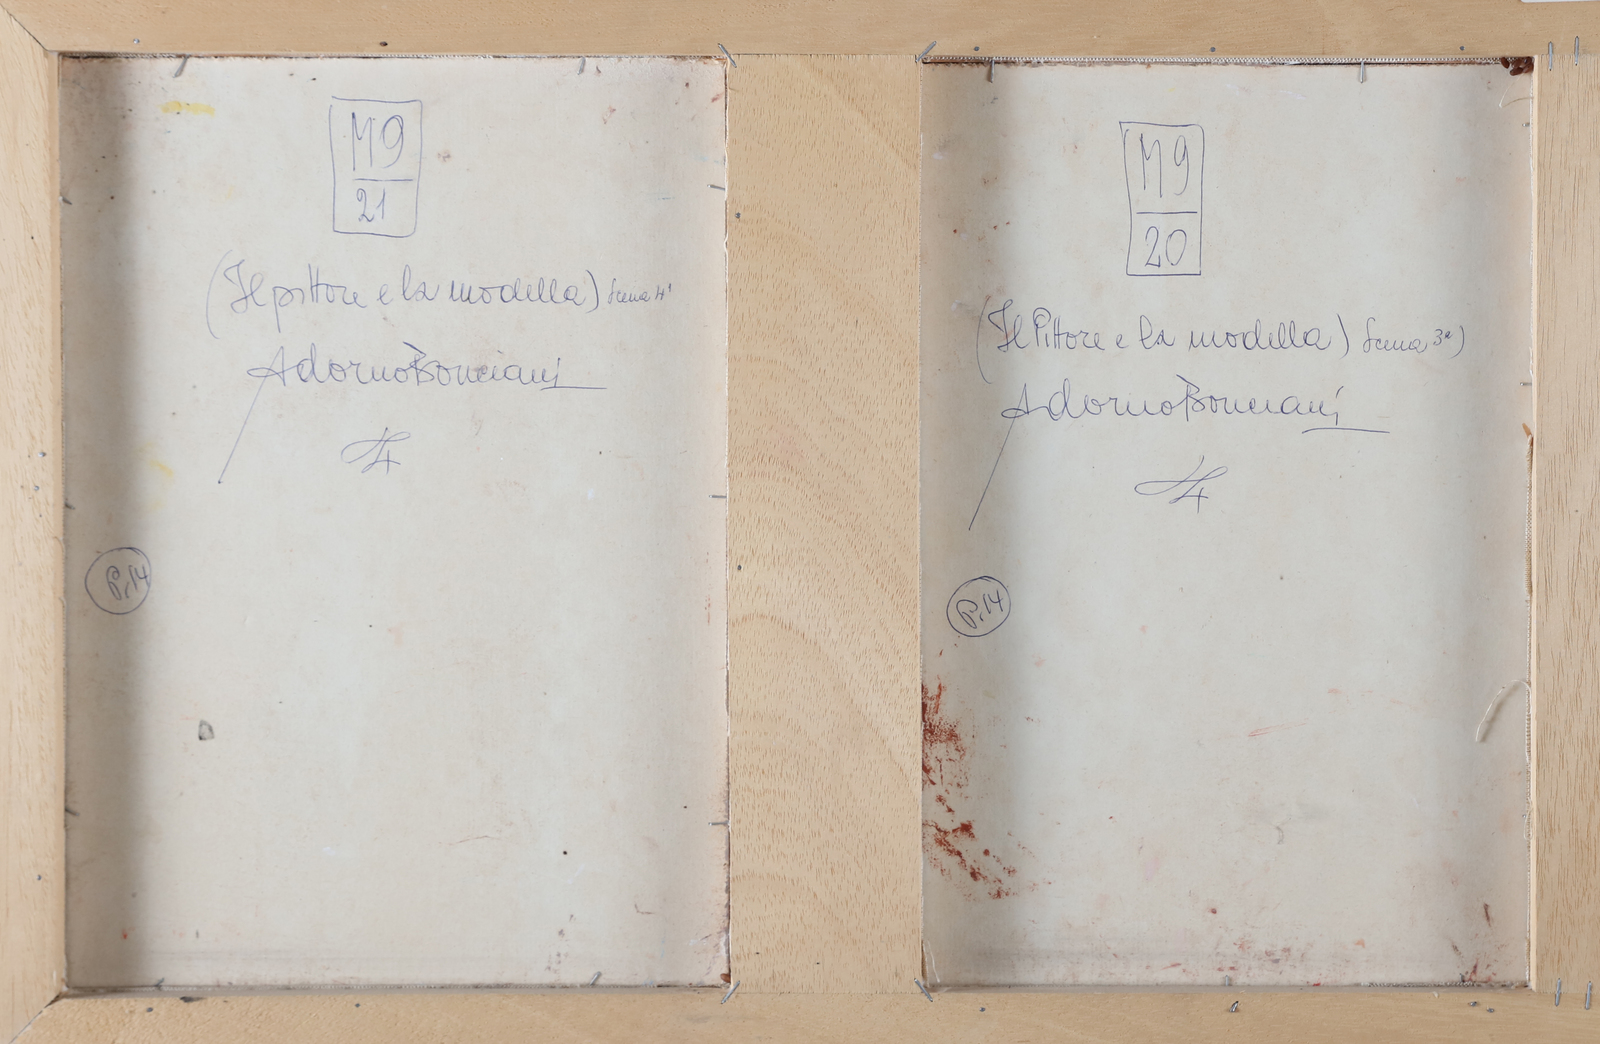 M9
21
(Il pittore e la modella) Scena 4ª
Adorno Bonciani
P. 14
M9
20
(Il Pittore e la modella) Scena 3ª)
Adorno Bonciani
P. 14